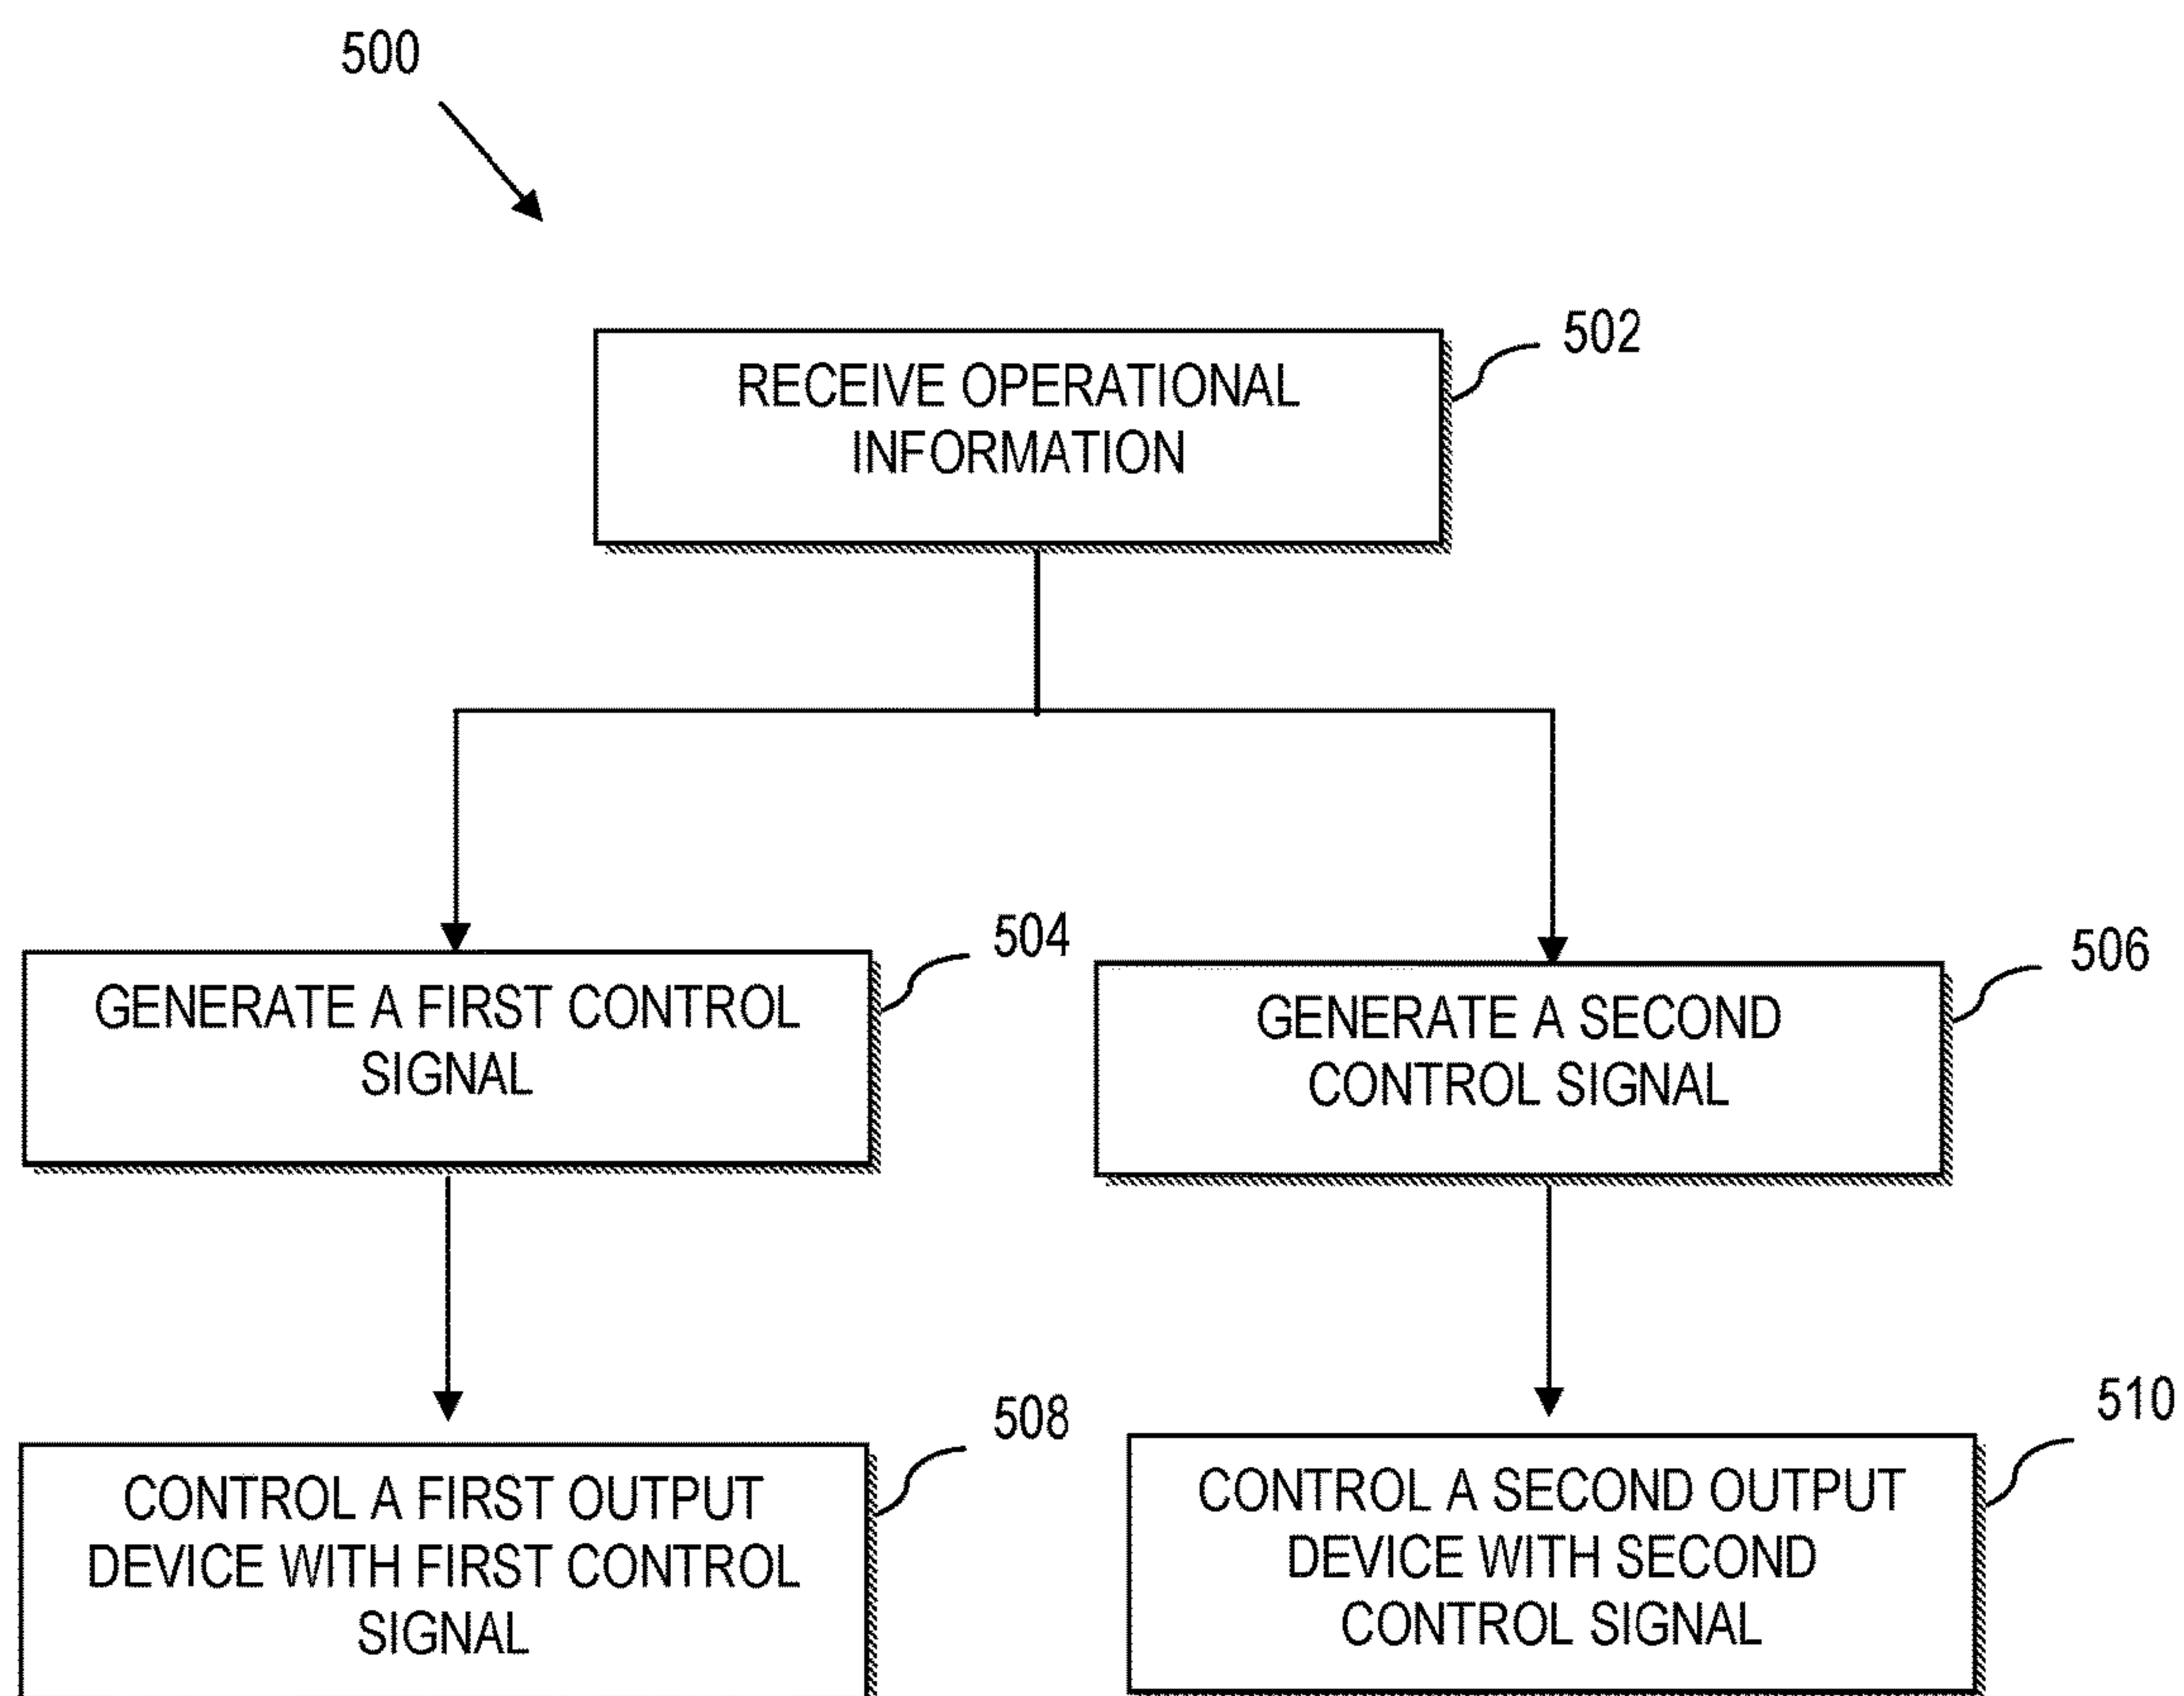 500
502
RECEIVE OPERATIONAL
INFORMATION
504
GENERATE A FIRST CONTROL
SIGNAL
506
GENERATE A SECOND
CONTROL SIGNAL
508
CONTROL A FIRST OUTPUT
DEVICE WITH FIRST CONTROL
SIGNAL
510
CONTROL A SECOND OUTPUT
DEVICE WITH SECOND
CONTROL SIGNAL